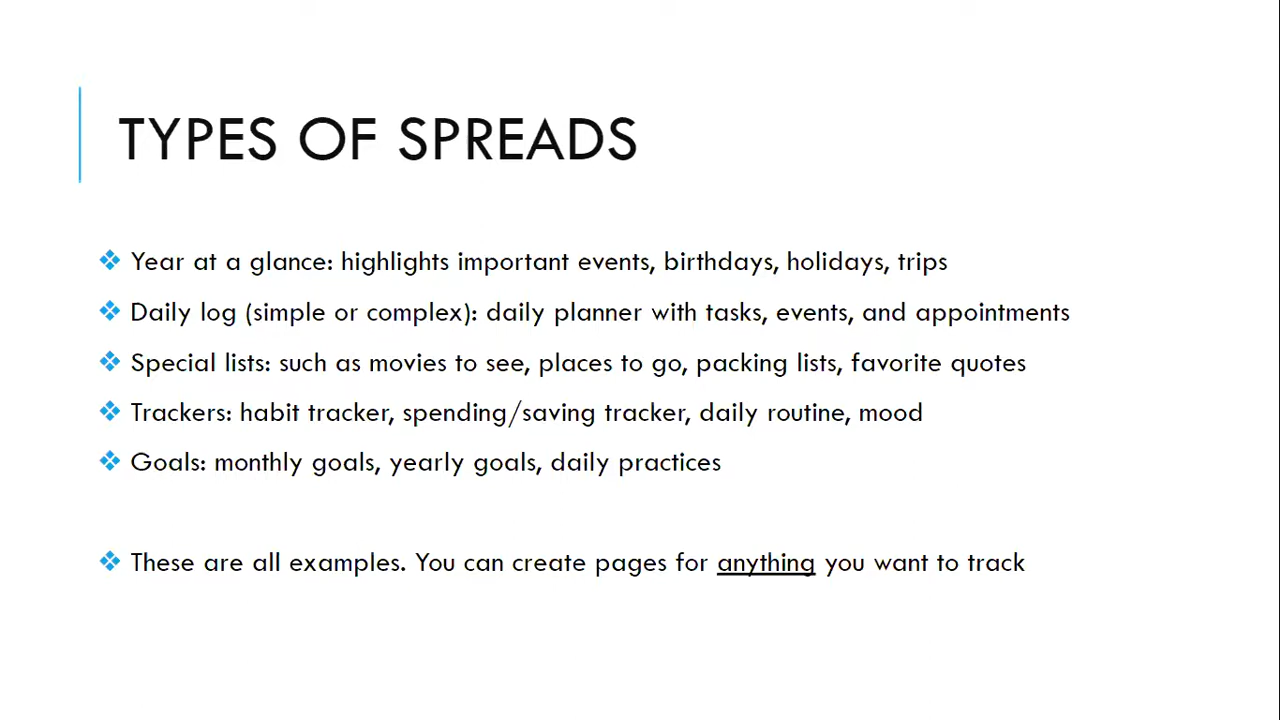 TYPES OF SPREADS
Year at a glance: highlights important events, birthdays, holidays, trips
Daily log (simple or complex): daily planner with tasks, events, and appointments
Special lists: such as movies to see, places to go, packing lists, favorite quotes
Trackers: habit tracker, spending/saving tracker, daily routine, mood
Goals: monthly goals, yearly goals, daily practices
These are all examples. You can create pages for anything you want to track